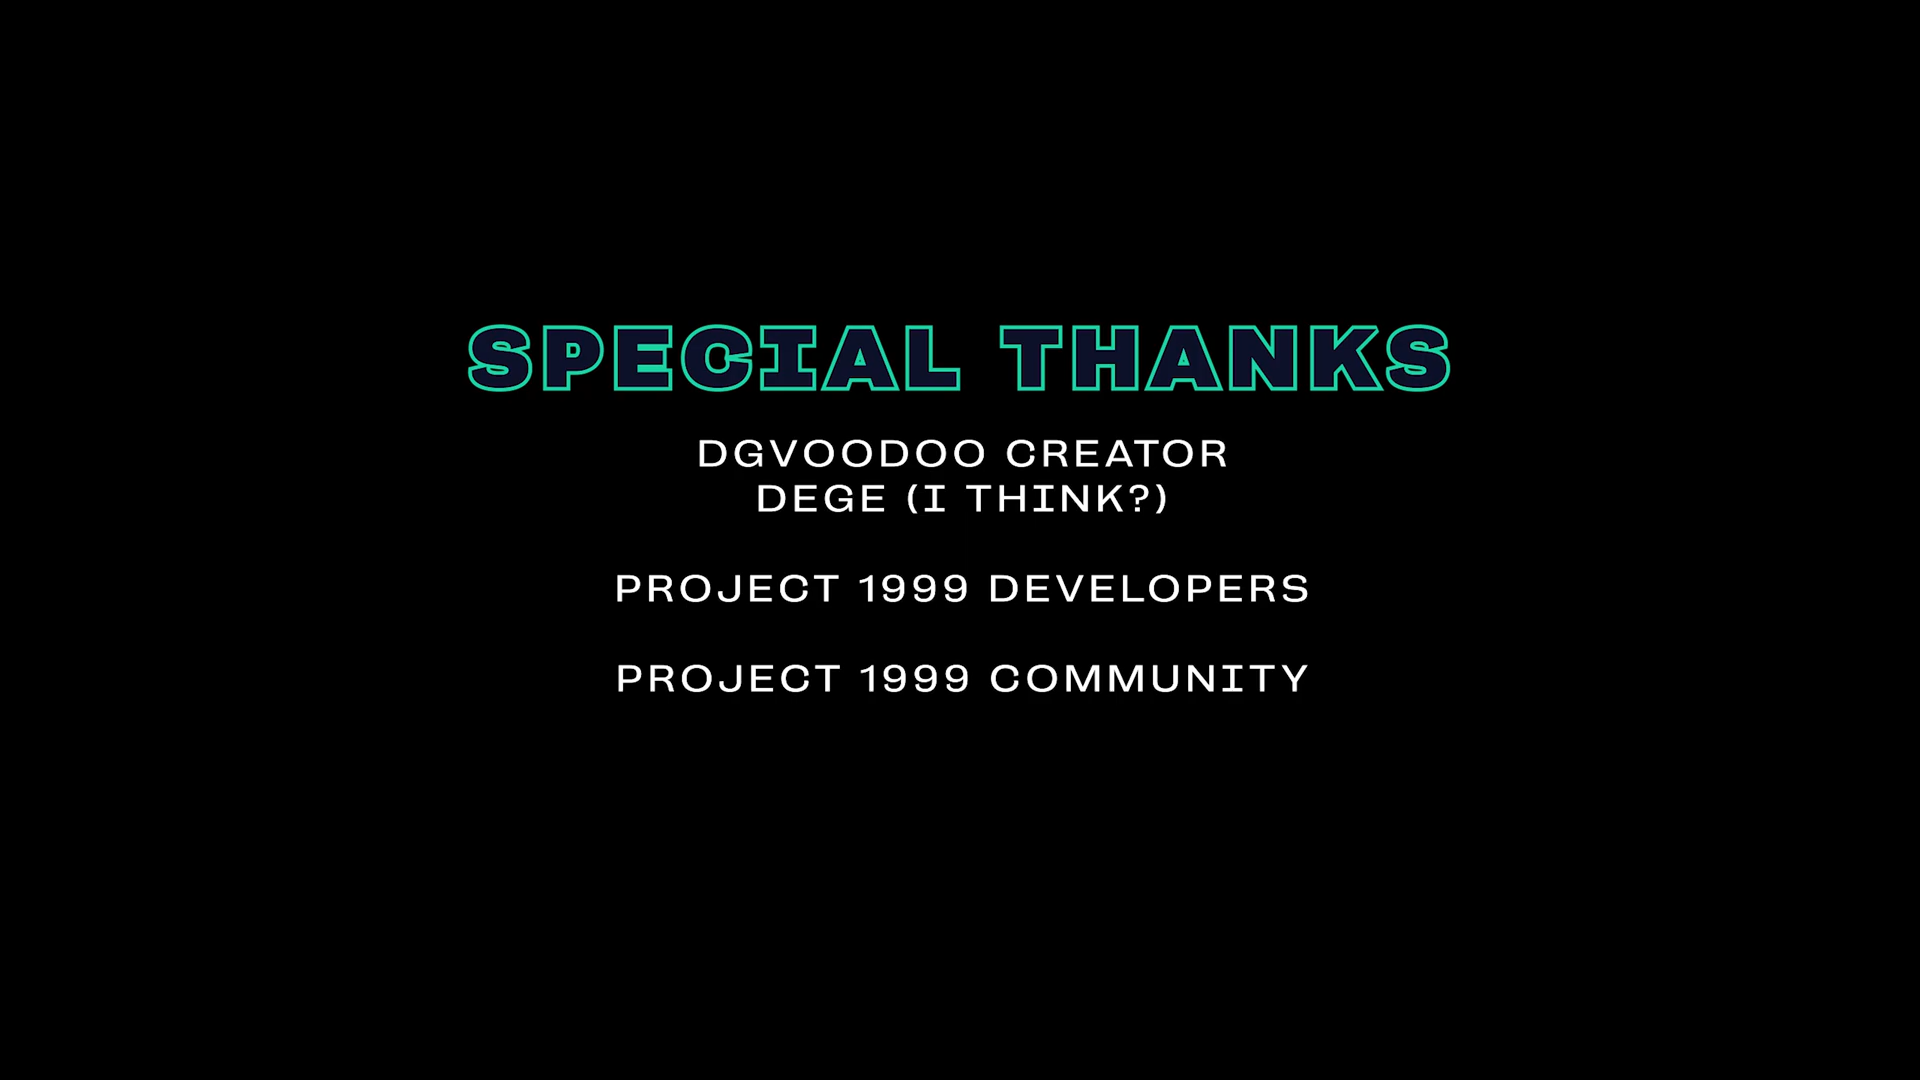 SPECIAL THANKS
DGVOODOO CREATOR
DEGE (I THINK?)
PROJECT 1999 DEVELOPERS
PROJECT 1999 COMMUNITY